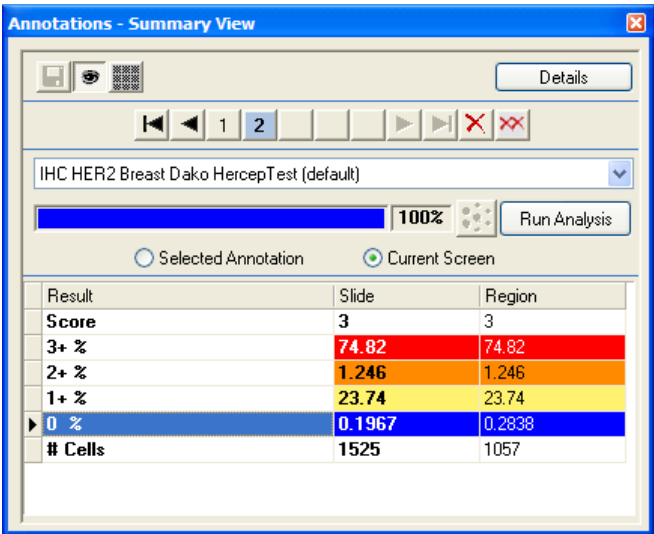 Annotations - Summary View
Details
1 2
IHC HER2 Breast Dako HercepTest (default)
100% Run Analysis
Selected Annotation Current Screen
Result Slide Region
Score 3 3
3+ % 74.82 74.82
2+ % 1.246 1.246
1+ % 23.74 23.74
0 % 0.1967 0.2838
# Cells 1525 1057